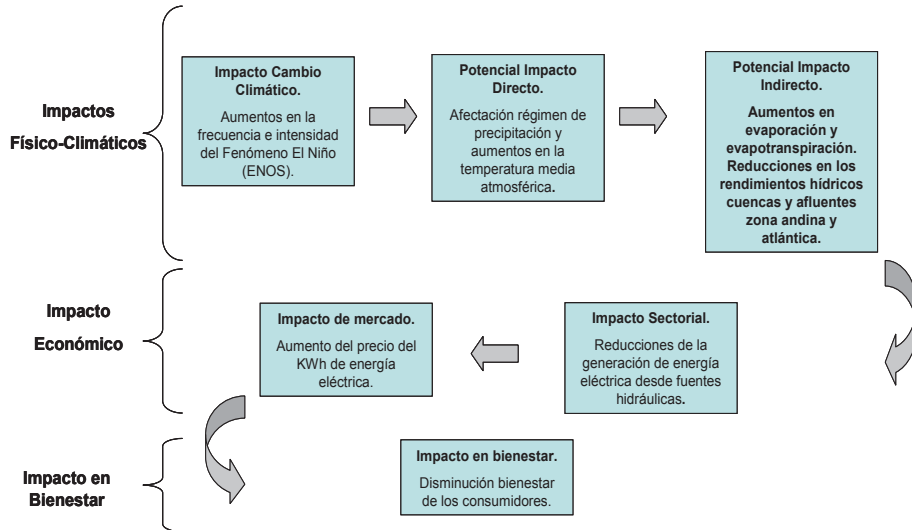 Impactos
Físico-Climáticos
Impacto Cambio
Climático.
Aumentos en la
frecuencia e intensidad
del Fenómeno El Niño
(ENOS).
Potencial Impacto
Directo.
Afectación régimen de
precipitación y
aumentos en la
temperatura media
atmosférica.
Potencial Impacto
Indirecto.
Aumentos en
evaporación y
evapotranspiración.
Reducciones en los
rendimientos hídricos
cuencas y afluentes
zona andina y
atlántica.
Impacto
Económico
Impacto de mercado.
Aumento del precio del
KWh de energía
eléctrica.
Impacto Sectorial.
Reducciones de la
generación de energía
eléctrica desde fuentes
hidráulicas.
Impacto en
Bienestar
Impacto en bienestar.
Disminución bienestar
de los consumidores.